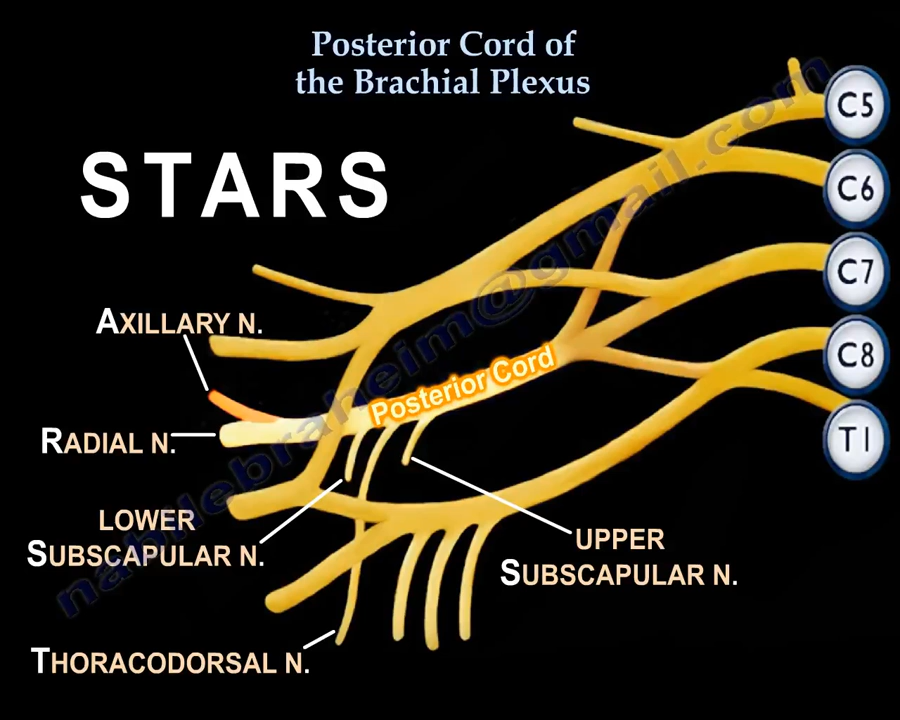 Posterior Cord of
the Brachial Plexus
STARS
C5
C6
C7
C8
T1
AXILLARY N.
Posterior Cord
RADIAL N.
LOWER
SUBSCAPULAR N.
UPPER
SUBSCAPULAR N.
THORACODORSAL N.
nabilebraheim@gmail.com